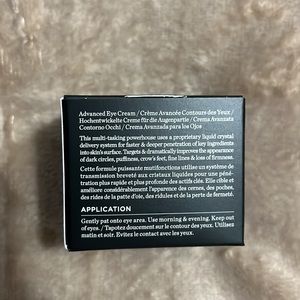 Advanced Eye Cream / Crème Avancée Contours des Yeux /
Hochentwickelte Creme für die Augenpartie / Crema Avanzata
Contorno Occhi / Crema Avanzada para los Ojos
This multi-tasking powerhouse uses a proprietary liquid crystal
delivery system for faster & deeper penetration of key ingredients
into skin's surface. Targets & dramatically improves the appearance
of dark circles, puffiness, crow's feet, fine lines & loss of firmness.
Cette formule puissante multifonctions utilise un système de
transmission breveté aux cristaux liquides pour une péné-
tration plus rapide et plus profonde des actifs clés. Elle cible et
améliore considérablement l'apparence des cernes, des poches,
des rides de la patte d'oie, des ridules et de la perte de fermeté.
APPLICATION
Gently pat onto eye area. Use morning & evening. Keep out
of eyes. / Tapotez doucement sur le contour des yeux. Utilisez
matin et soir. Evitez le contact avec les yeux.